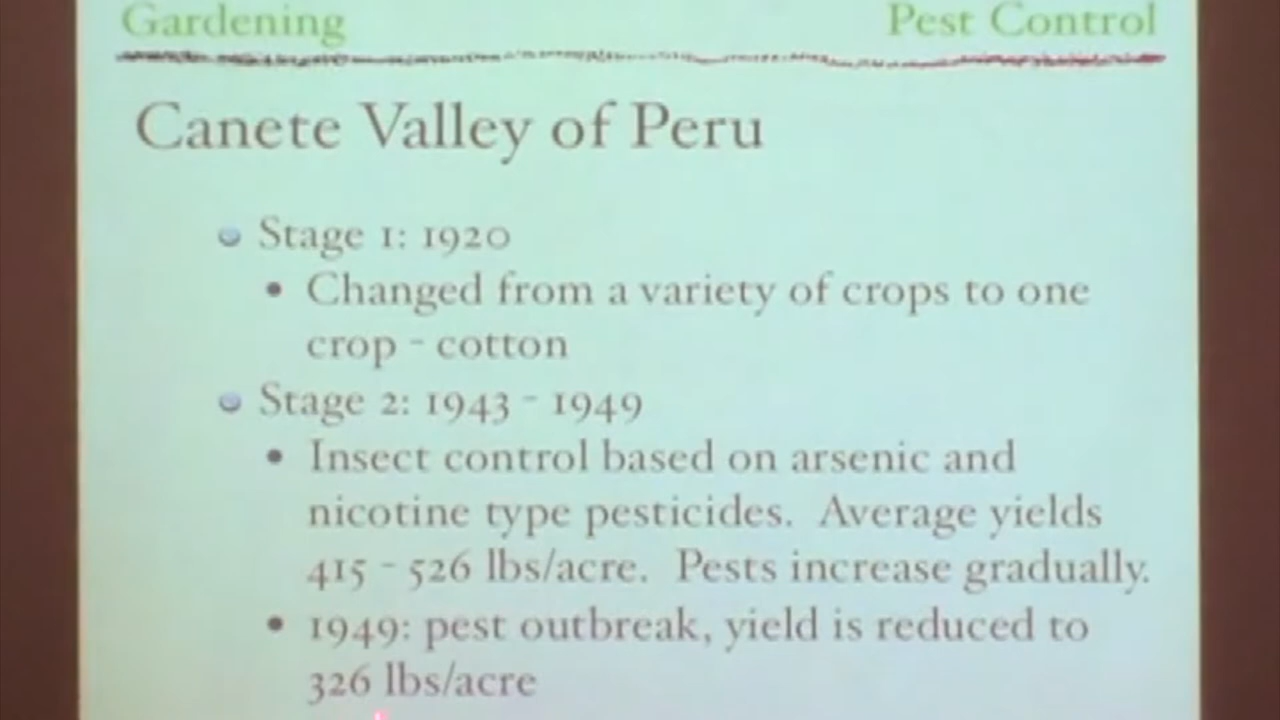 Gardening Pest Control
Canete Valley of Peru
Stage 1: 1920
• Changed from a variety of crops to one
crop - cotton
Stage 2: 1943 - 1949
• Insect control based on arsenic and
nicotine type pesticides. Average yields
415 - 526 lbs/acre. Pests increase gradually.
• 1949: pest outbreak, yield is reduced to
326 lbs/acre